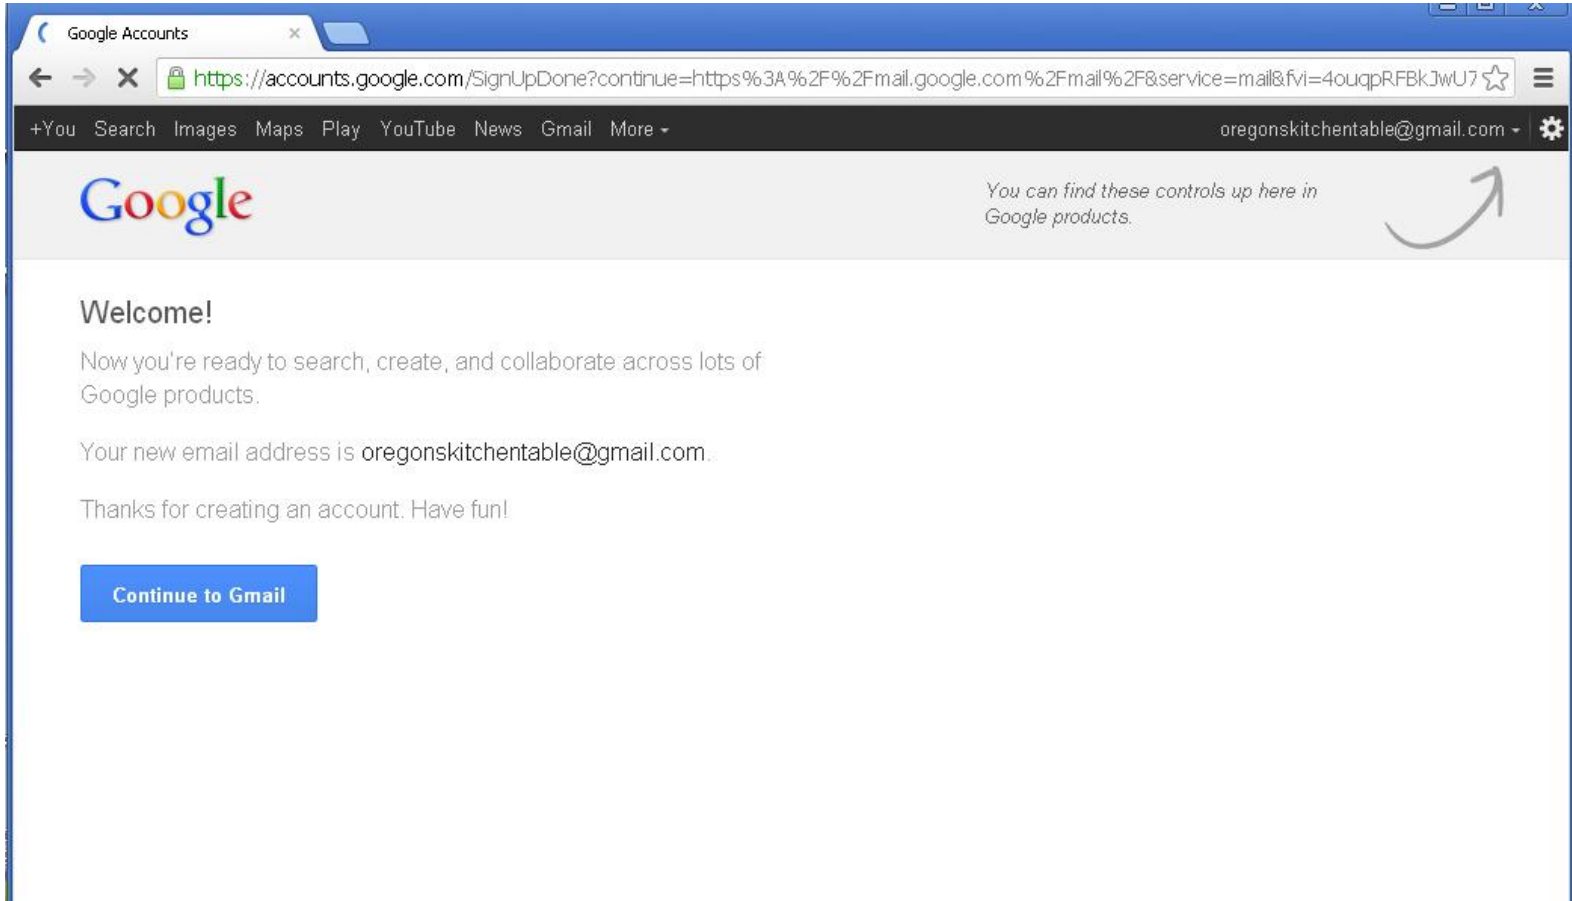 Google Accounts
https://accounts.google.com/SignUpDone?continue=https%3A%2F%2Fmail.google.com%2Fmail%2F&service=mail&fvi=4ouqpRFBkJwU7
+You Search Images Maps Play YouTube News Gmail More
oregonskitchentable@gmail.com
Google
You can find these controls up here in
Google products.
Welcome!
Now you're ready to search, create, and collaborate across lots of
Google products.
Your new email address is oregonskitchentable@gmail.com.
Thanks for creating an account. Have fun!
Continue to Gmail